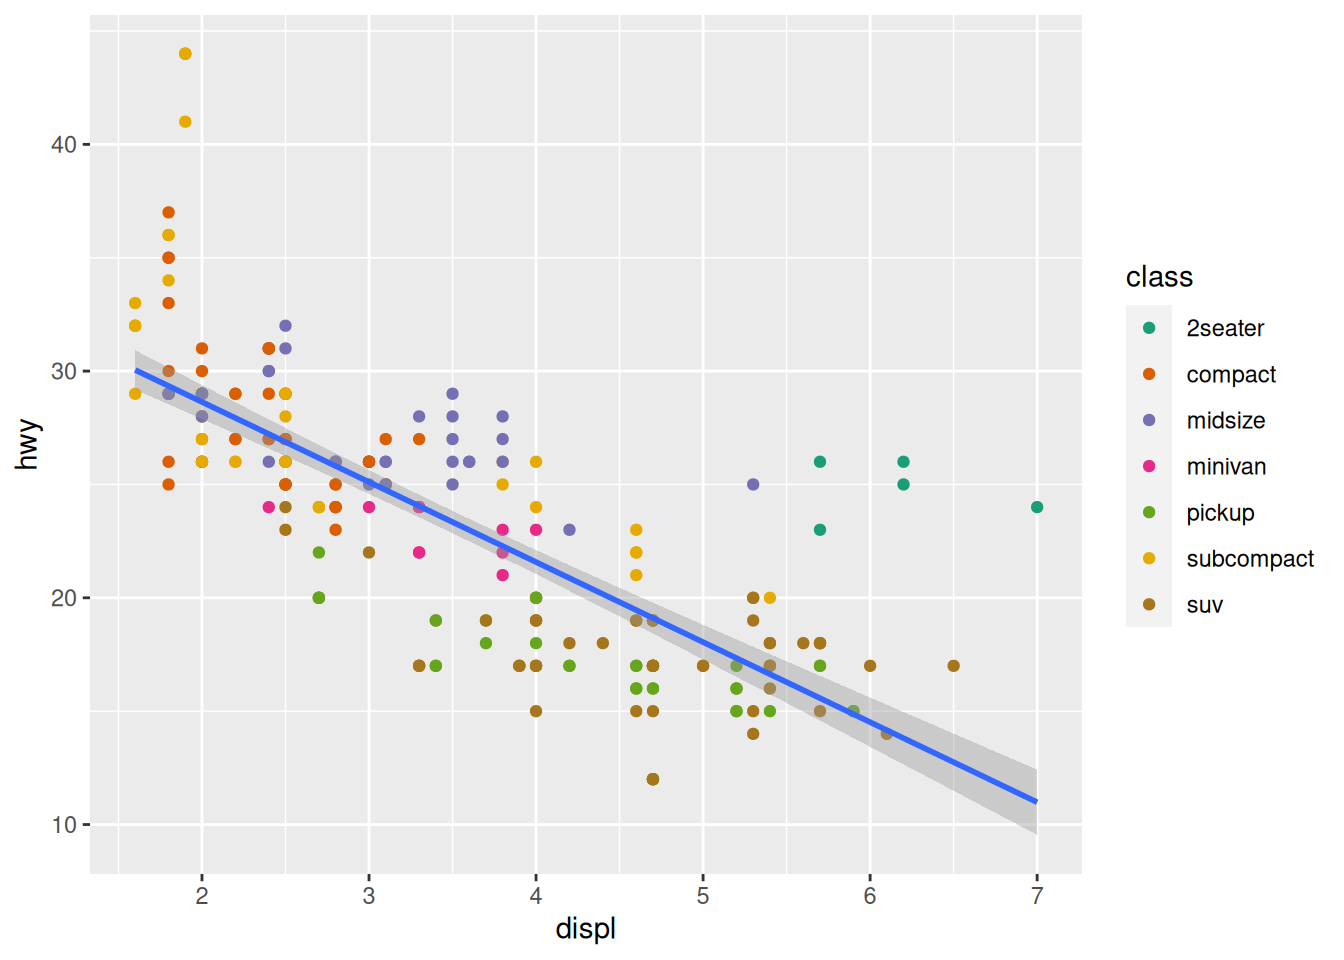 40
30
20
10
hwy
2 3 4 5 6 7
displ
class
2seater
compact
midsize
minivan
pickup
subcompact
suv